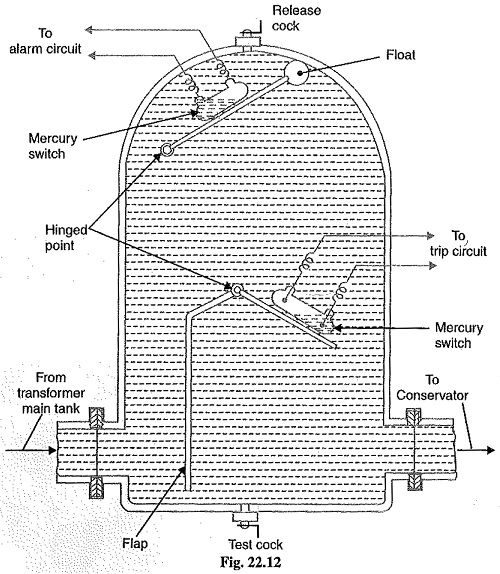 Release
cock
To
alarm circuit
Float
Mercury
switch
Hinged
point
To
trip circuit
Mercury
switch
From
transformer
main tank
To
Conservator
Flap
Test cock
Fig. 22.12